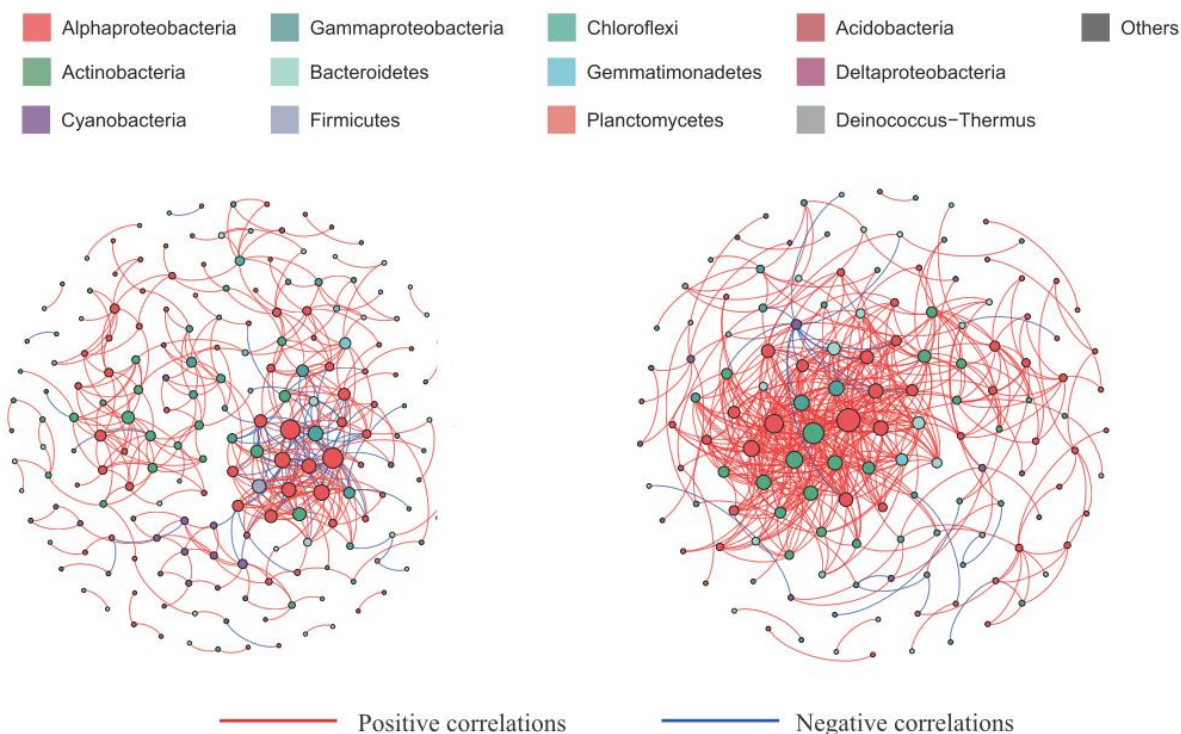 Alphaproteobacteria Gammaproteobacteria Chloroflexi Acidobacteria Others
Actinobacteria Bacteroidetes Gemmatimonadetes Deltaproteobacteria
Cyanobacteria Firmicutes Planctomycetes Deinococcus−Thermus
Positive correlations Negative correlations